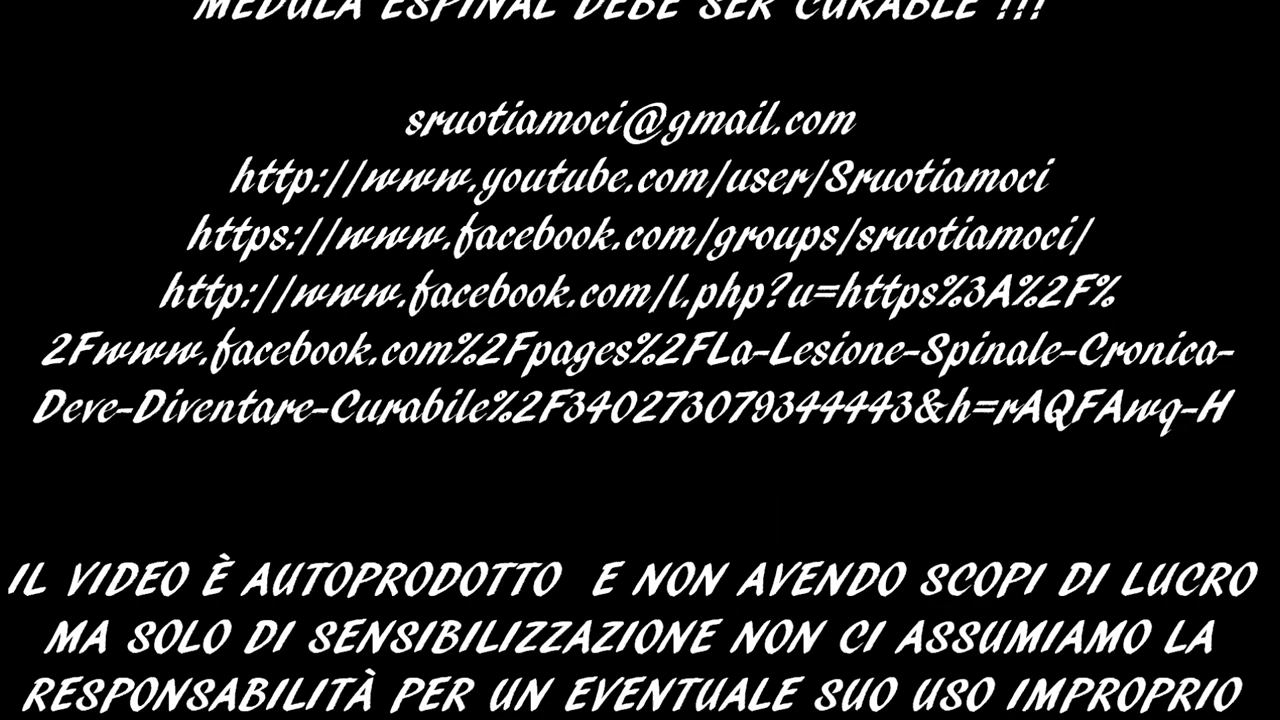 MEDULA ESPINAL DEBE SER CURABLE !!!
sruotiamoci@gmail.com
http://www.youtube.com/user/Sruotiamoci
https://www.facebook.com/groups/sruotiamoci/
http://www.facebook.com/l.php?u=https%3A%2F%
2Fwww.facebook.com%2Fpages%2FLa-Lesione-Spinale-Cronica-
Deve-Diventare-Curabile%2F340273079344443&h=rAQFAwq-H
IL VIDEO È AUTOPRODOTTO E NON AVENDO SCOPI DI LUCRO
MA SOLO DI SENSIBILIZZAZIONE NON CI ASSUMIAMO LA
RESPONSABILITÀ PER UN EVENTUALE SUO USO IMPROPRIO